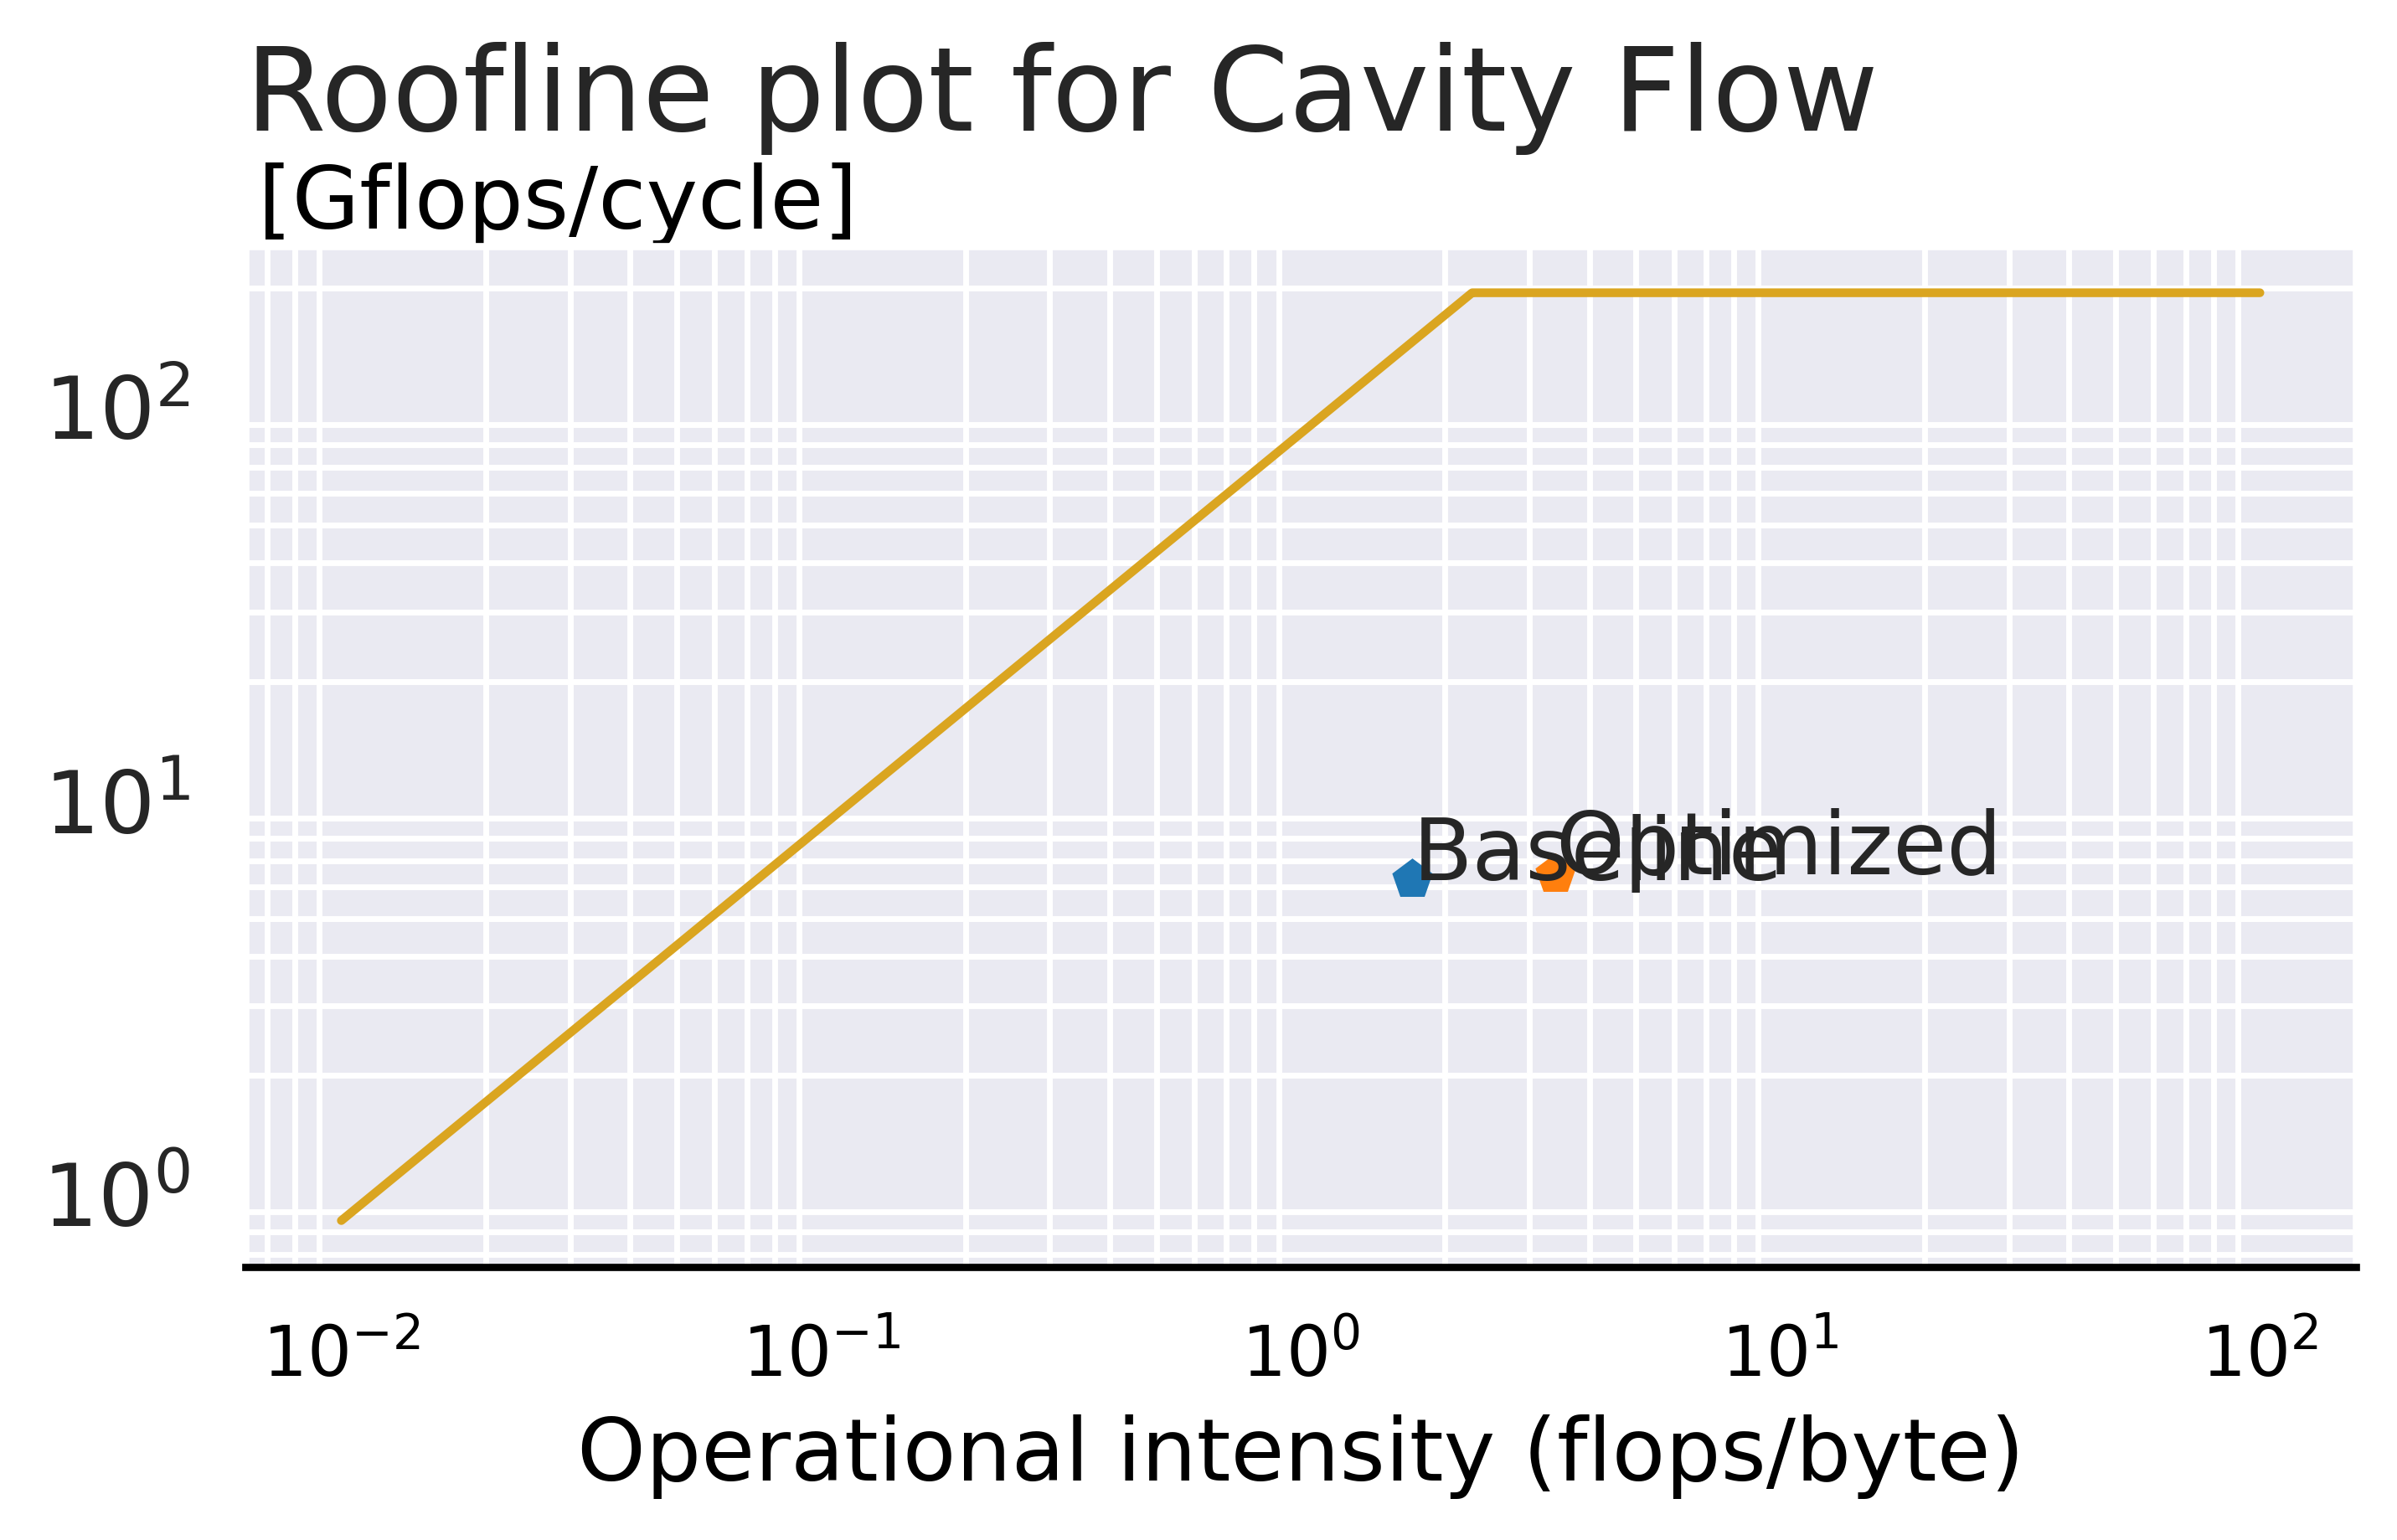 Roofline plot for Cavity Flow
[Gflops/cycle]
10²
10¹
10⁰
Baseline
Optimized
10⁻²
10⁻¹
10⁰
10¹
10²
Operational intensity (flops/byte)